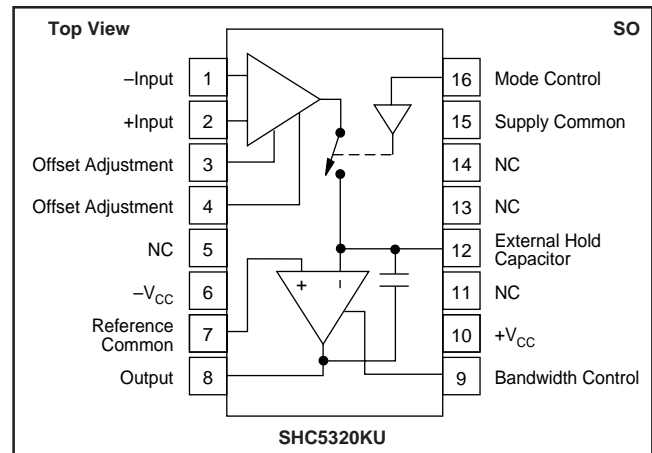 Top View
SO
–Input 1
+Input 2
Offset Adjustment 3
Offset Adjustment 4
NC 5
–VCC 6
Reference
Common 7
Output 8
16 Mode Control
15 Supply Common
14 NC
13 NC
12 External Hold
Capacitor
11 NC
10 +VCC
9 Bandwidth Control
+ –
SHC5320KU